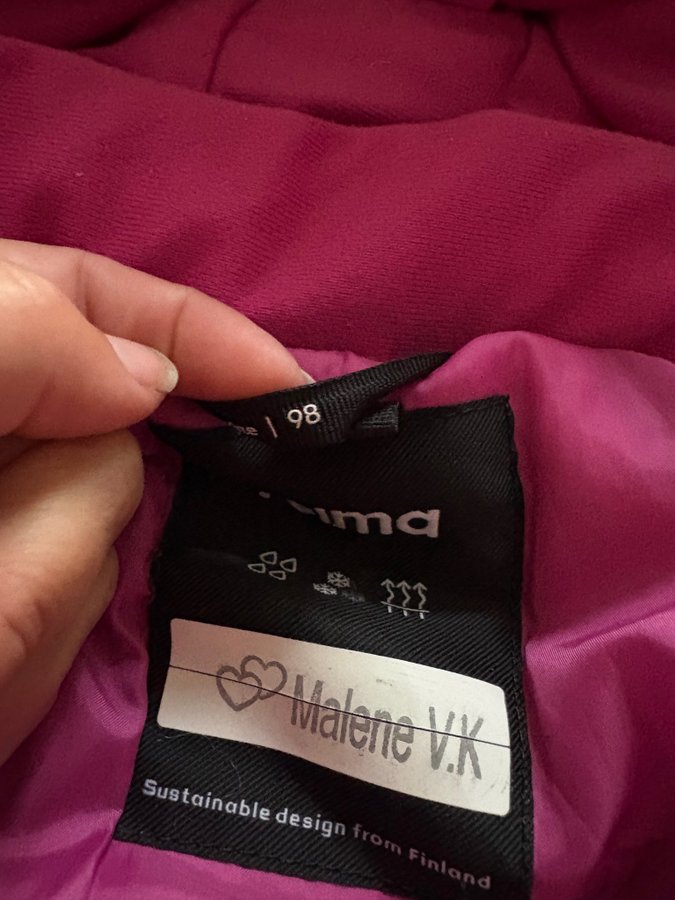 | 98
Malene V.K
Sustainable design from Finland